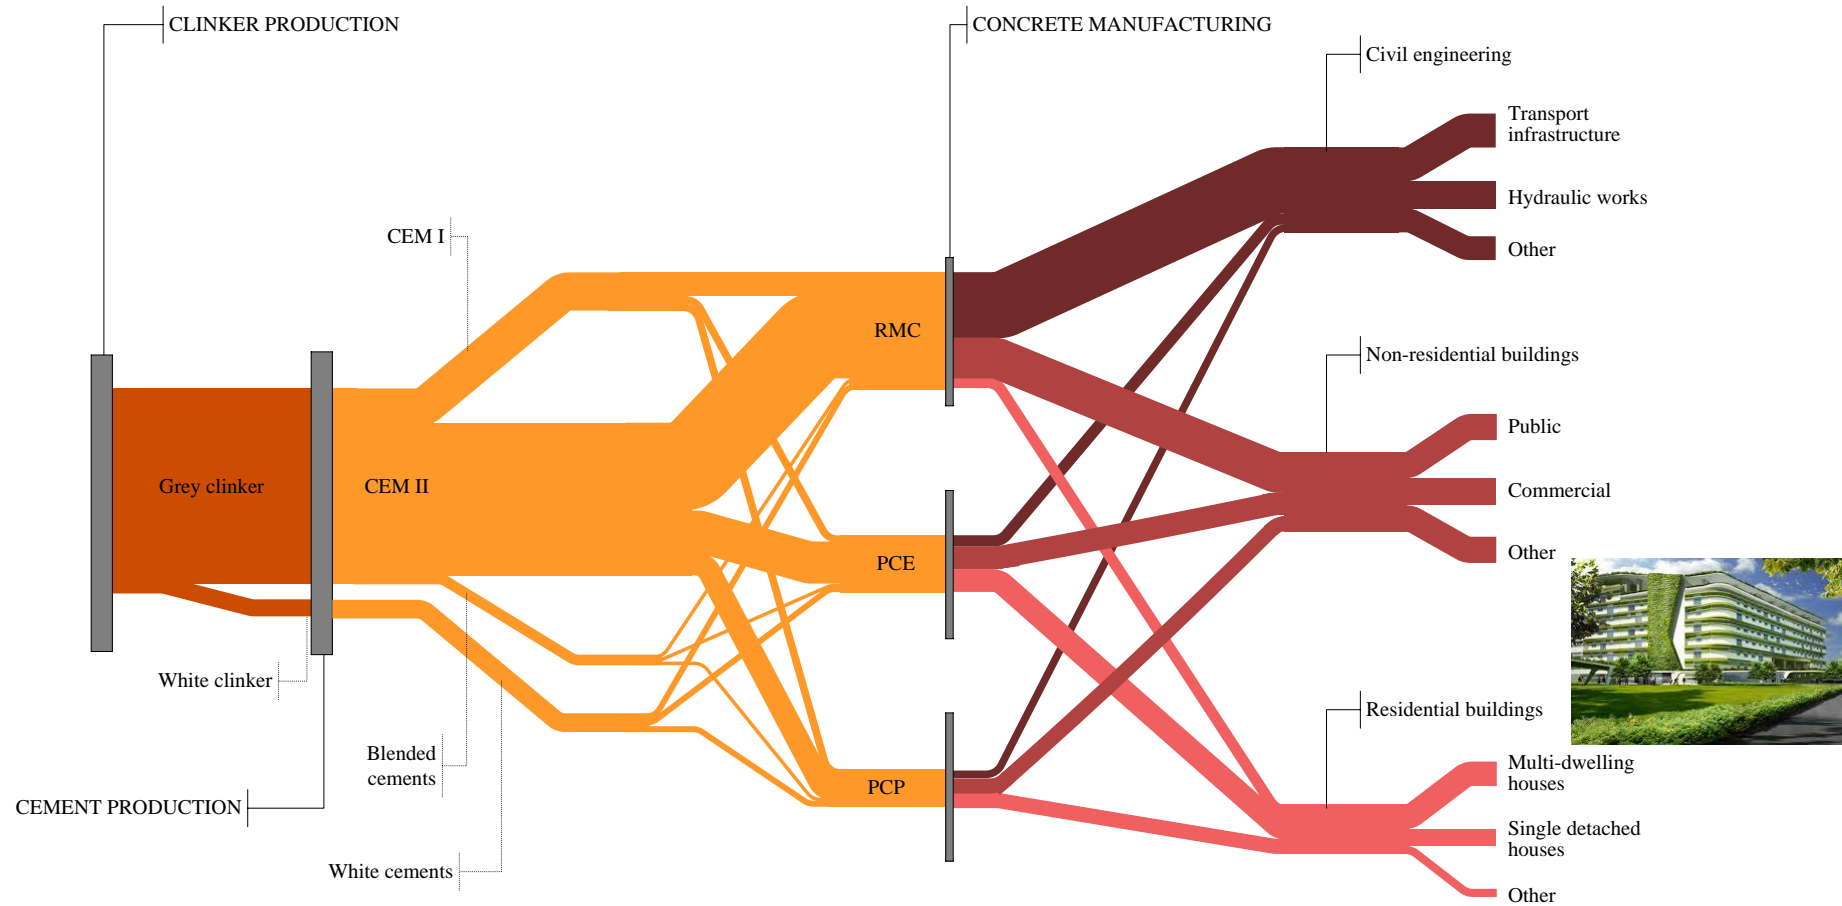 CLINKER PRODUCTION
CONCRETE MANUFACTURING
Civil engineering
Transport
infrastructure
Hydraulic works
CEM I
Other
RMC
Non-residential buildings
Public
Grey clinker
CEM II
Commercial
Other
PCE
White clinker
Residential buildings
Blended
cements
Multi-dwelling
houses
PCP
CEMENT PRODUCTION
Single detached
houses
White cements
Other